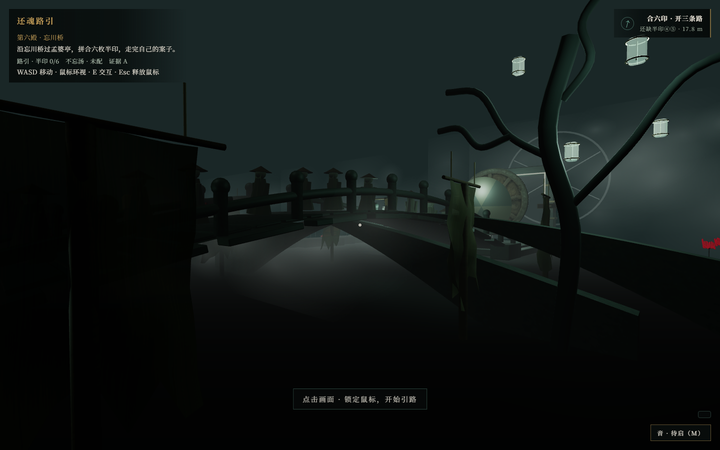 还魂路引
第六殿 · 忘川桥
沿忘川桥过孟婆亭，拼合六枚半印，走完自己的案子。
路引 · 半印 0/6　不忘汤 · 未配　证据 A
WASD 移动 · 鼠标环视 · E 交互 · Esc 释放鼠标
合六印 · 开三条路
17.8 m
点击画面 · 锁定鼠标，开始引路
音 · 待启（M）